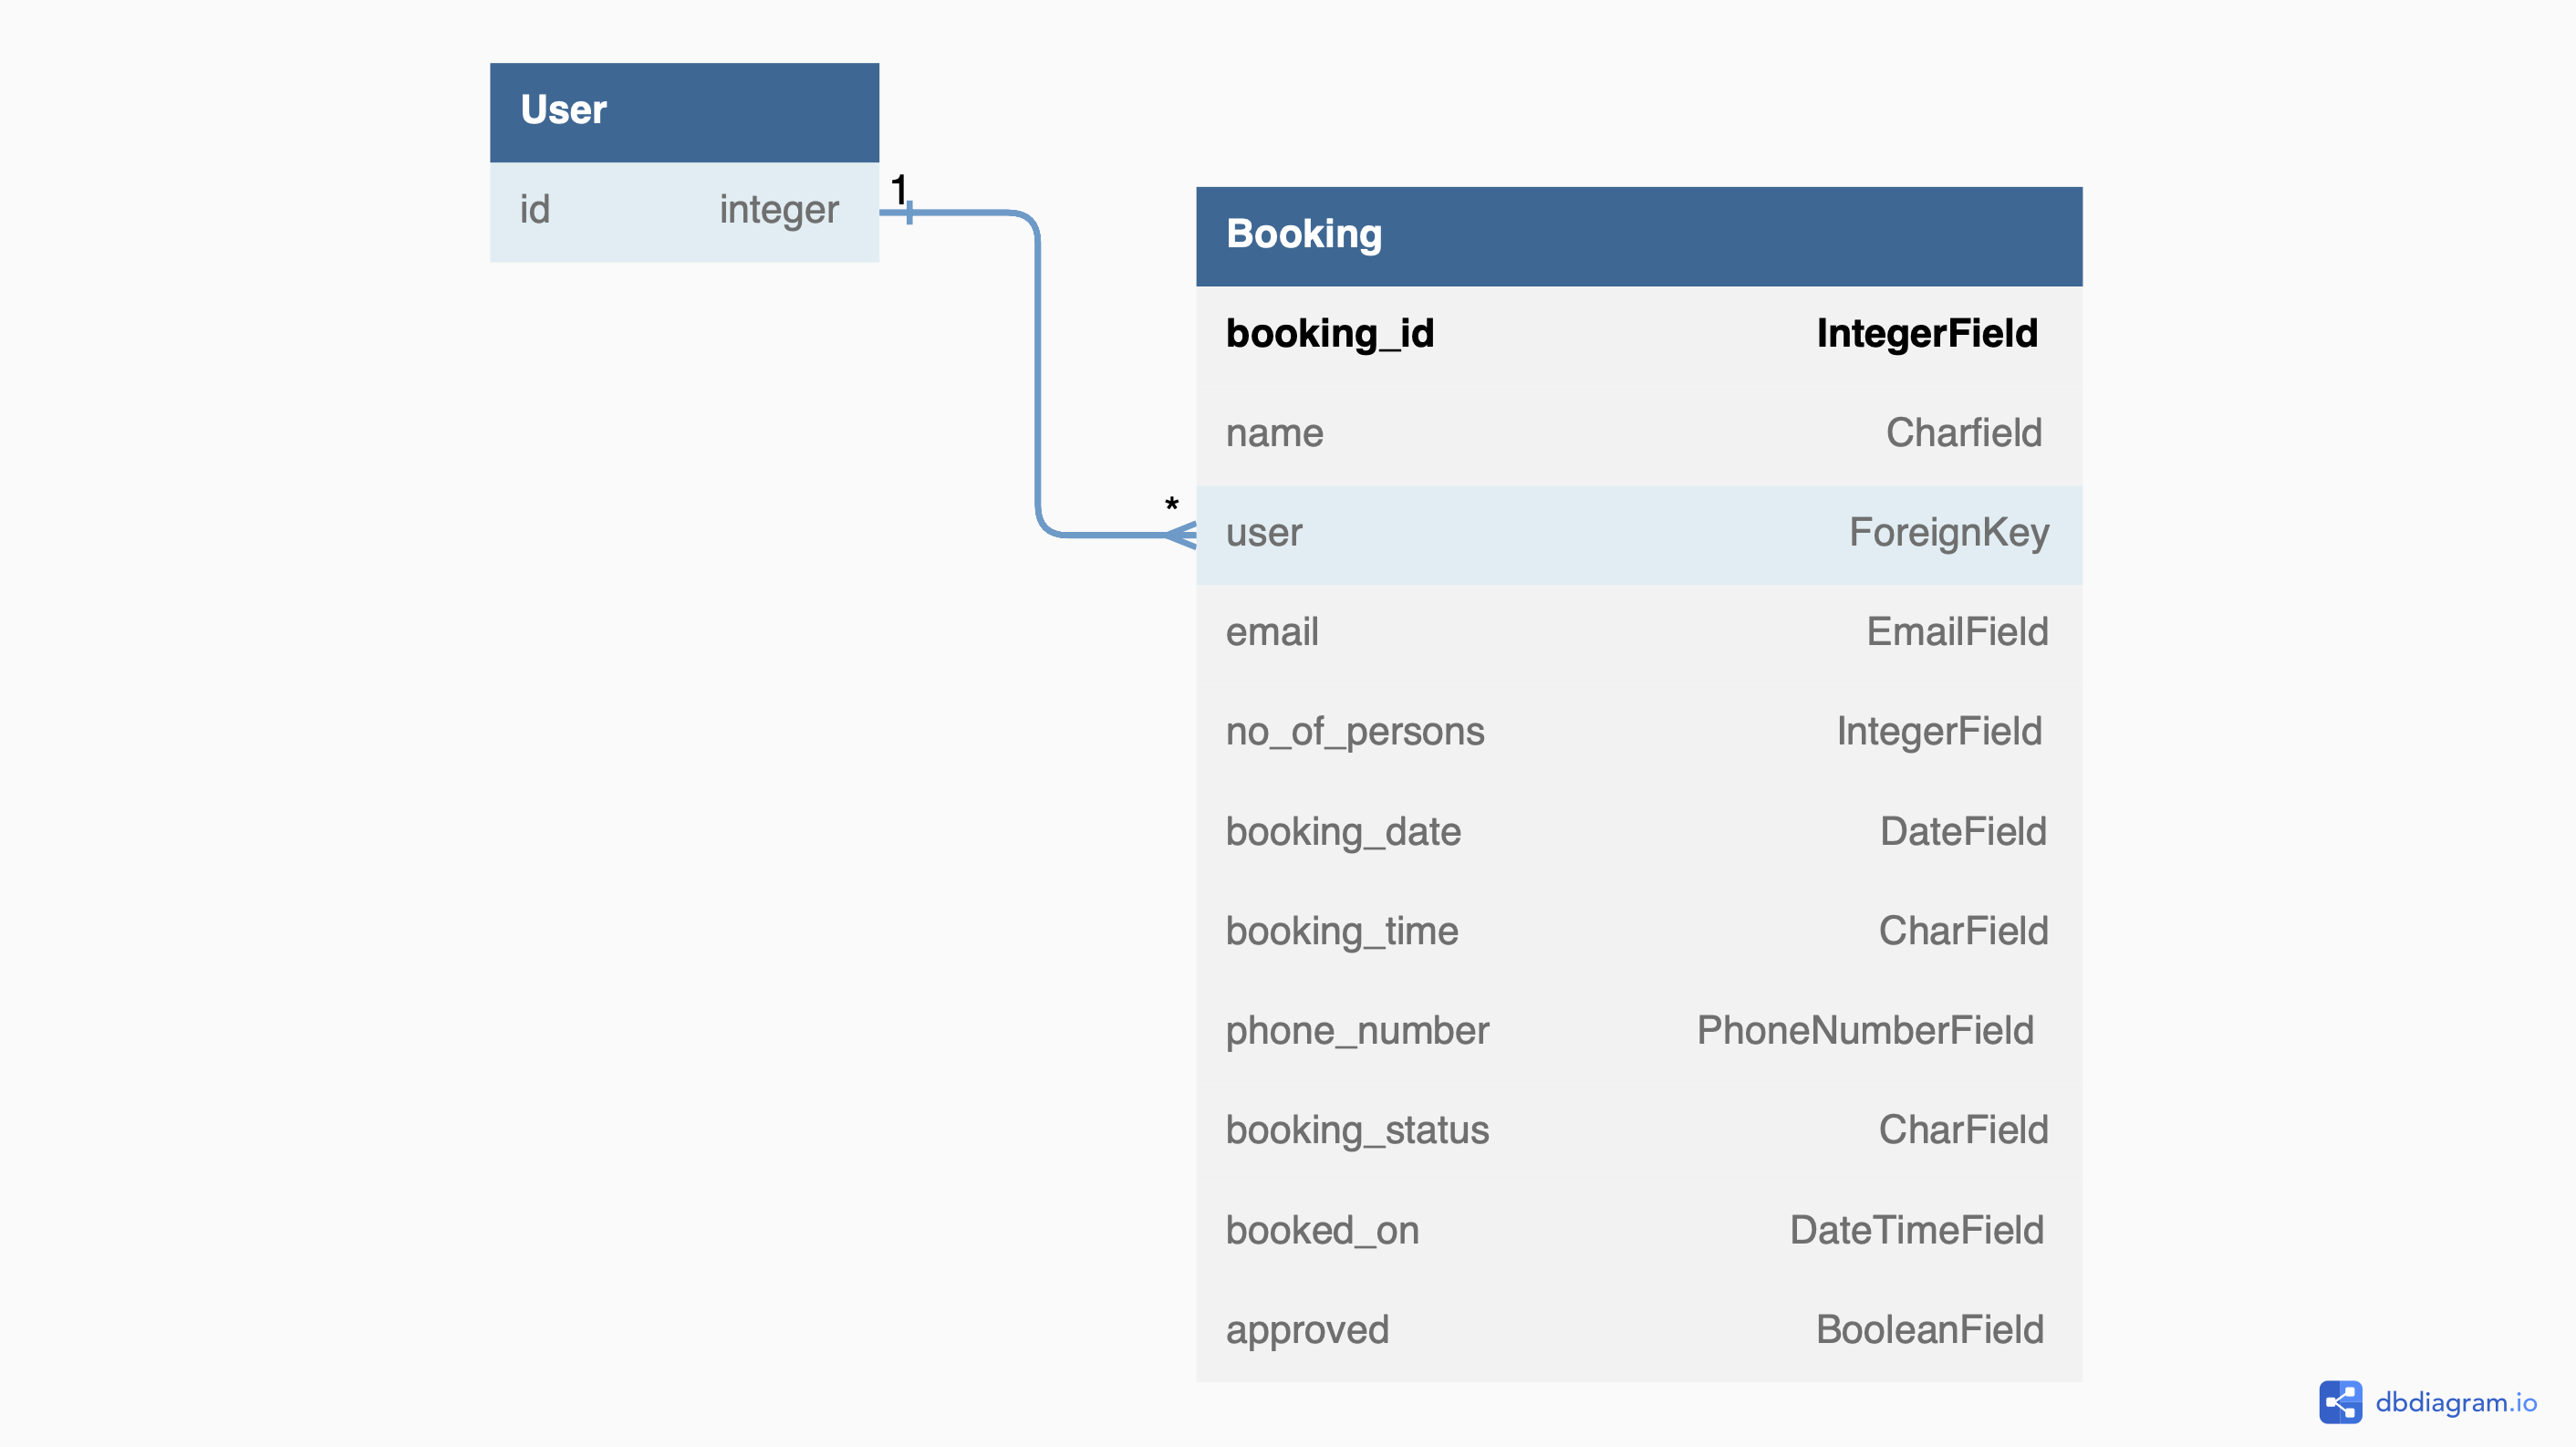 User
id integer
1
Booking
booking_id IntegerField
name Charfield
*
user ForeignKey
email EmailField
no_of_persons IntegerField
booking_date DateField
booking_time CharField
phone_number PhoneNumberField
booking_status CharField
booked_on DateTimeField
approved BooleanField
dbdiagram.io